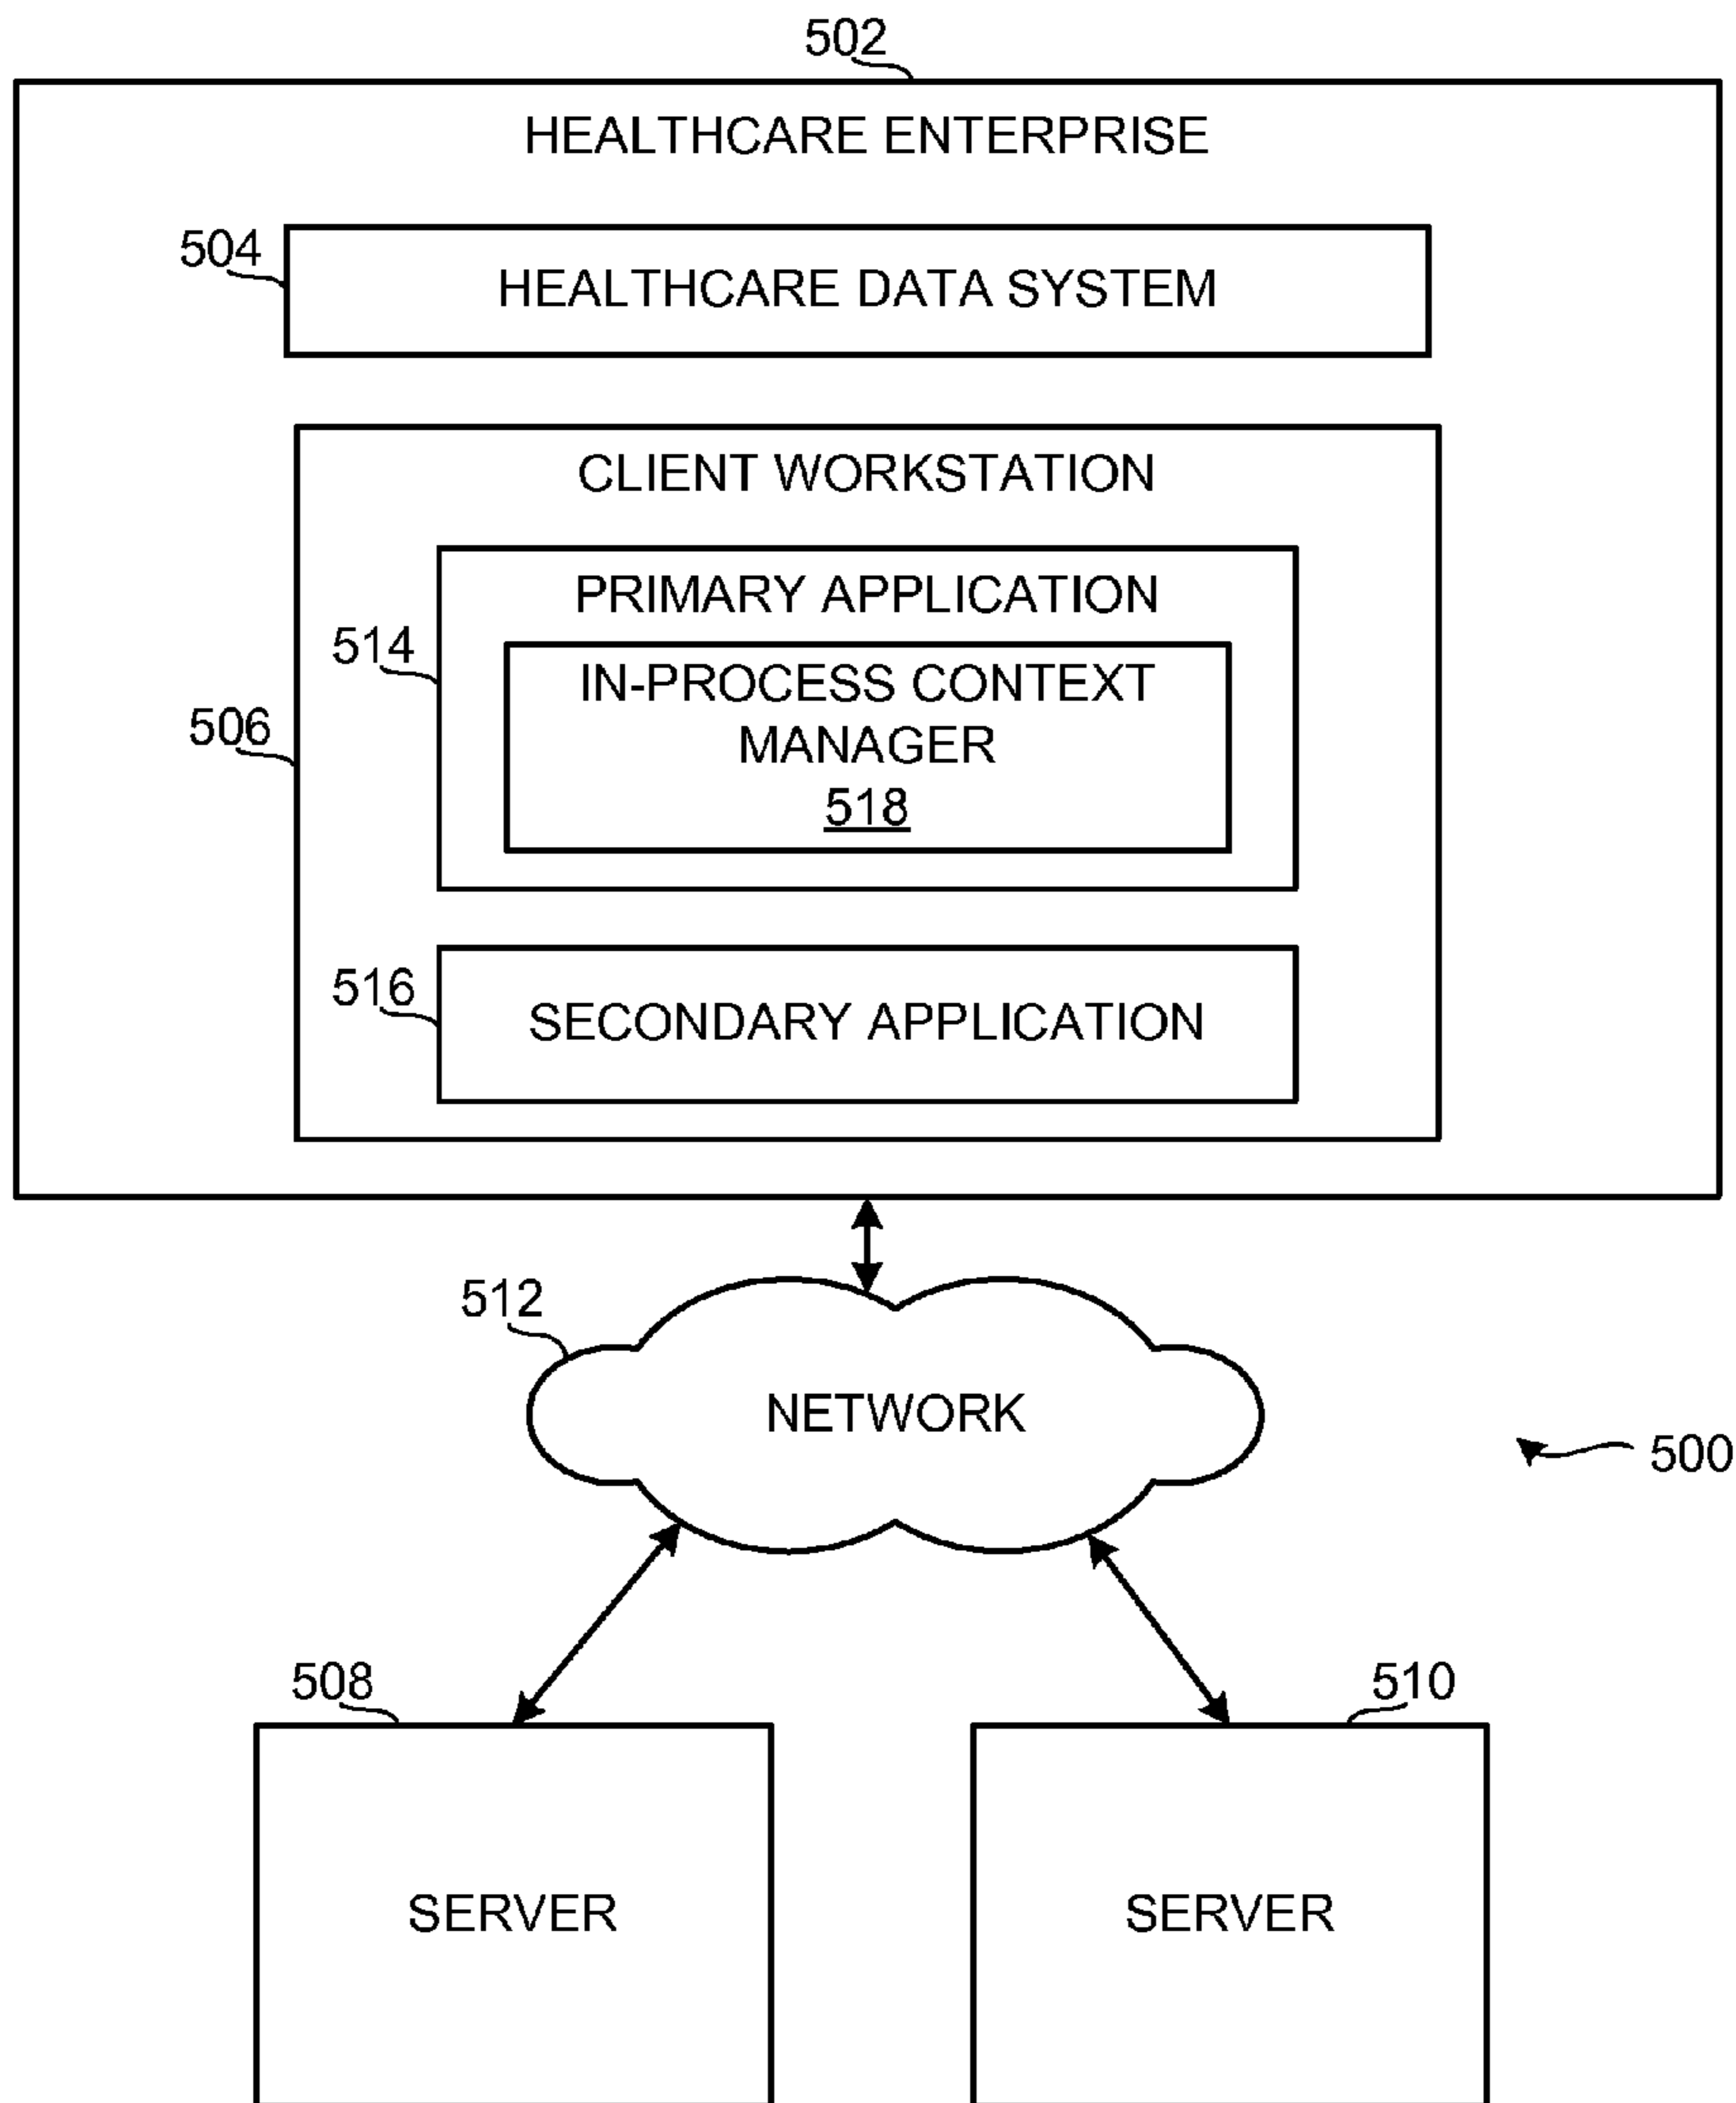 502
HEALTHCARE ENTERPRISE
504
HEALTHCARE DATA SYSTEM
CLIENT WORKSTATION
PRIMARY APPLICATION
514
IN-PROCESS CONTEXT
MANAGER
506
518
516
SECONDARY APPLICATION
512
NETWORK
500
508
510
SERVER
SERVER